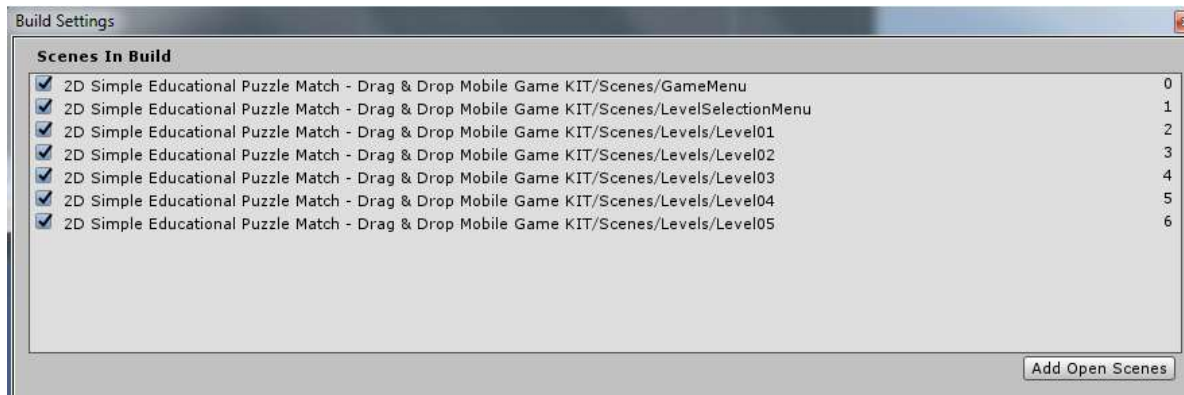 Build Settings
Scenes In Build
2D Simple Educational Puzzle Match - Drag & Drop Mobile Game KIT/Scenes/GameMenu 0
2D Simple Educational Puzzle Match - Drag & Drop Mobile Game KIT/Scenes/LevelSelectionMenu 1
2D Simple Educational Puzzle Match - Drag & Drop Mobile Game KIT/Scenes/Levels/Level01 2
2D Simple Educational Puzzle Match - Drag & Drop Mobile Game KIT/Scenes/Levels/Level02 3
2D Simple Educational Puzzle Match - Drag & Drop Mobile Game KIT/Scenes/Levels/Level03 4
2D Simple Educational Puzzle Match - Drag & Drop Mobile Game KIT/Scenes/Levels/Level04 5
2D Simple Educational Puzzle Match - Drag & Drop Mobile Game KIT/Scenes/Levels/Level05 6
Add Open Scenes